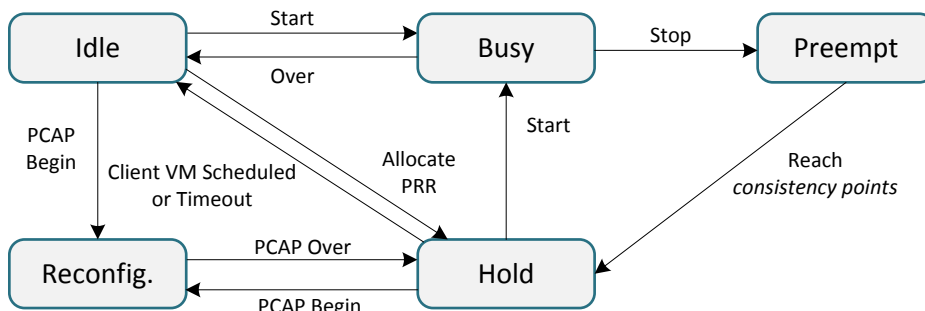 Start
Idle
Busy
Stop
Preempt
Over
PCAP
Begin
Start
Client VM Scheduled
or Timeout
Allocate
PRR
Reach
consistency points
Reconfig.
PCAP Over
Hold
PCAP Begin